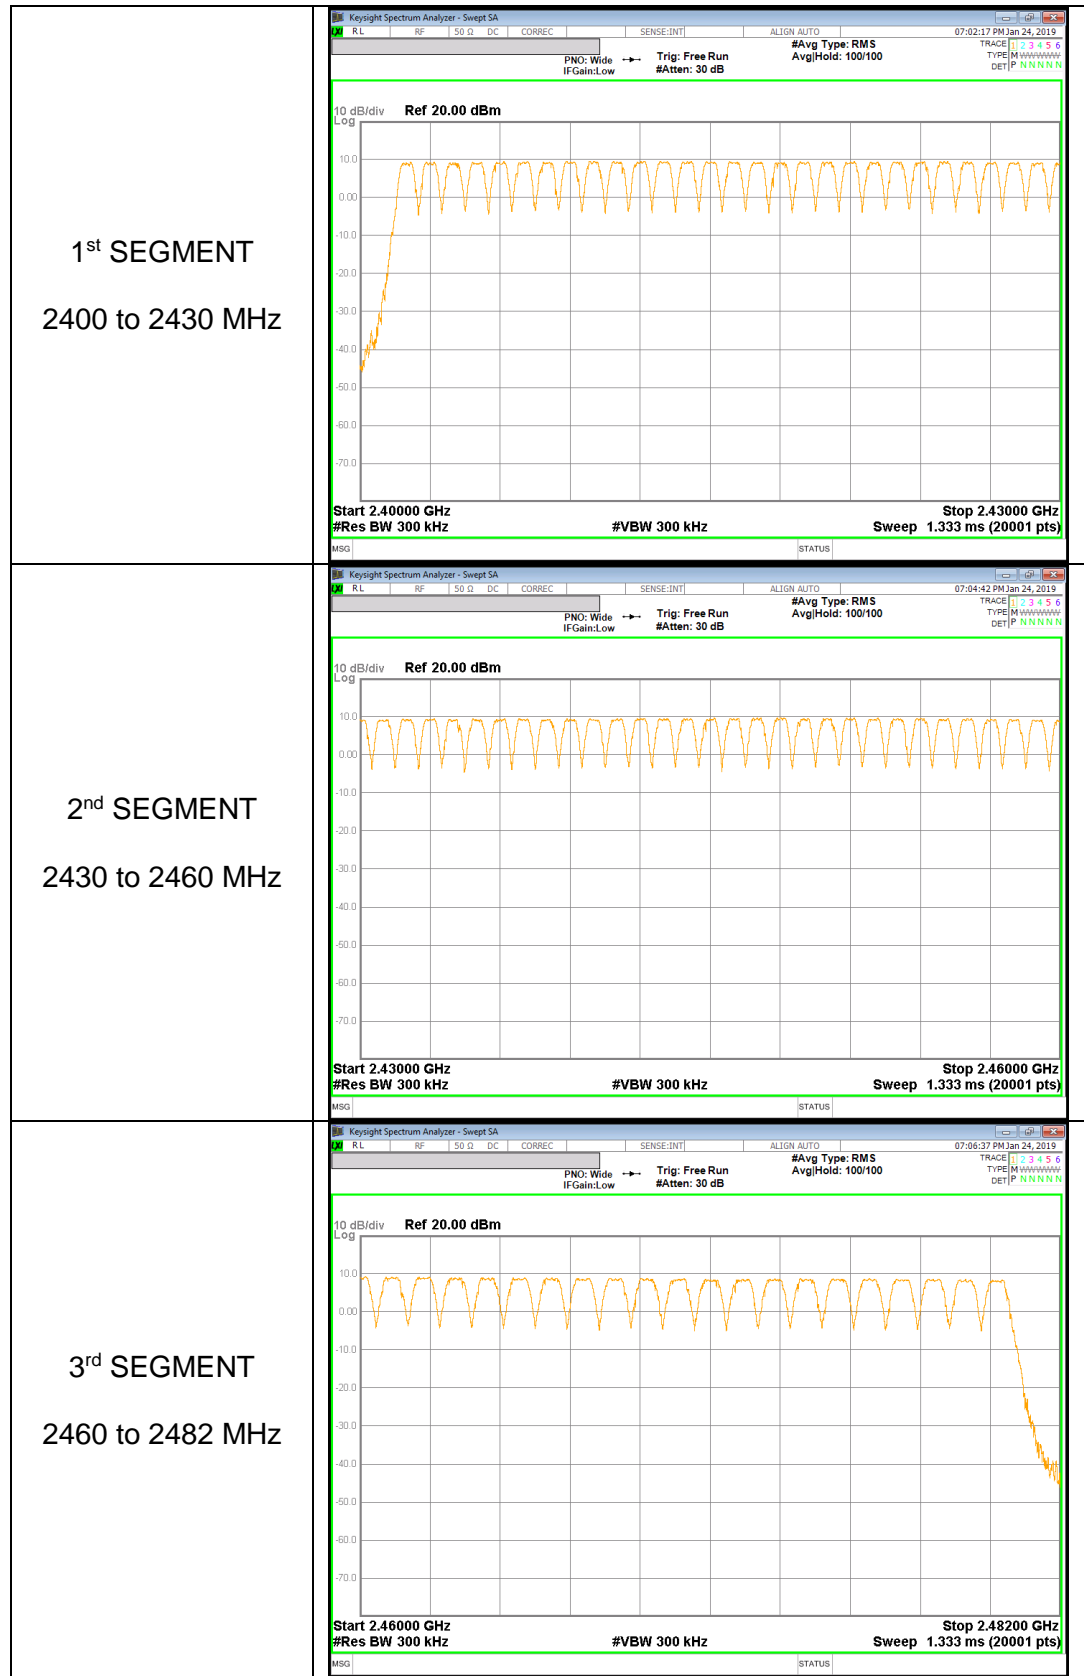 1st SEGMENT
2400 to 2430 MHz
Keysight Spectrum Analyzer - Swept SA
LXI RL RF 50 Ω DC CORREC SENSE:INT ALIGN AUTO 07:02:17 PM Jan 24, 2019
#Avg Type: RMS TRACE 1 2 3 4 5 6
PNO: Wide Trig: Free Run Avg|Hold: 100/100 TYPE M WWWWW
IFGain:Low #Atten: 30 dB DET P N N N N N
10 dB/div Ref 20.00 dBm
Log
10.0
0.00
-10.0
-20.0
-30.0
-40.0
-50.0
-60.0
-70.0
Start 2.40000 GHz Stop 2.43000 GHz
#Res BW 300 kHz #VBW 300 kHz Sweep 1.333 ms (20001 pts)
MSG STATUS
2nd SEGMENT
2430 to 2460 MHz
Keysight Spectrum Analyzer - Swept SA
LXI RL RF 50 Ω DC CORREC SENSE:INT ALIGN AUTO 07:04:42 PM Jan 24, 2019
#Avg Type: RMS TRACE 1 2 3 4 5 6
PNO: Wide Trig: Free Run Avg|Hold: 100/100 TYPE M WWWWW
IFGain:Low #Atten: 30 dB DET P N N N N N
10 dB/div Ref 20.00 dBm
Log
10.0
0.00
-10.0
-20.0
-30.0
-40.0
-50.0
-60.0
-70.0
Start 2.43000 GHz Stop 2.46000 GHz
#Res BW 300 kHz #VBW 300 kHz Sweep 1.333 ms (20001 pts)
MSG STATUS
3rd SEGMENT
2460 to 2482 MHz
Keysight Spectrum Analyzer - Swept SA
LXI RL RF 50 Ω DC CORREC SENSE:INT ALIGN AUTO 07:06:37 PM Jan 24, 2019
#Avg Type: RMS TRACE 1 2 3 4 5 6
PNO: Wide Trig: Free Run Avg|Hold: 100/100 TYPE M WWWWW
IFGain:Low #Atten: 30 dB DET P N N N N N
10 dB/div Ref 20.00 dBm
Log
10.0
0.00
-10.0
-20.0
-30.0
-40.0
-50.0
-60.0
-70.0
Start 2.46000 GHz Stop 2.48200 GHz
#Res BW 300 kHz #VBW 300 kHz Sweep 1.333 ms (20001 pts)
MSG STATUS